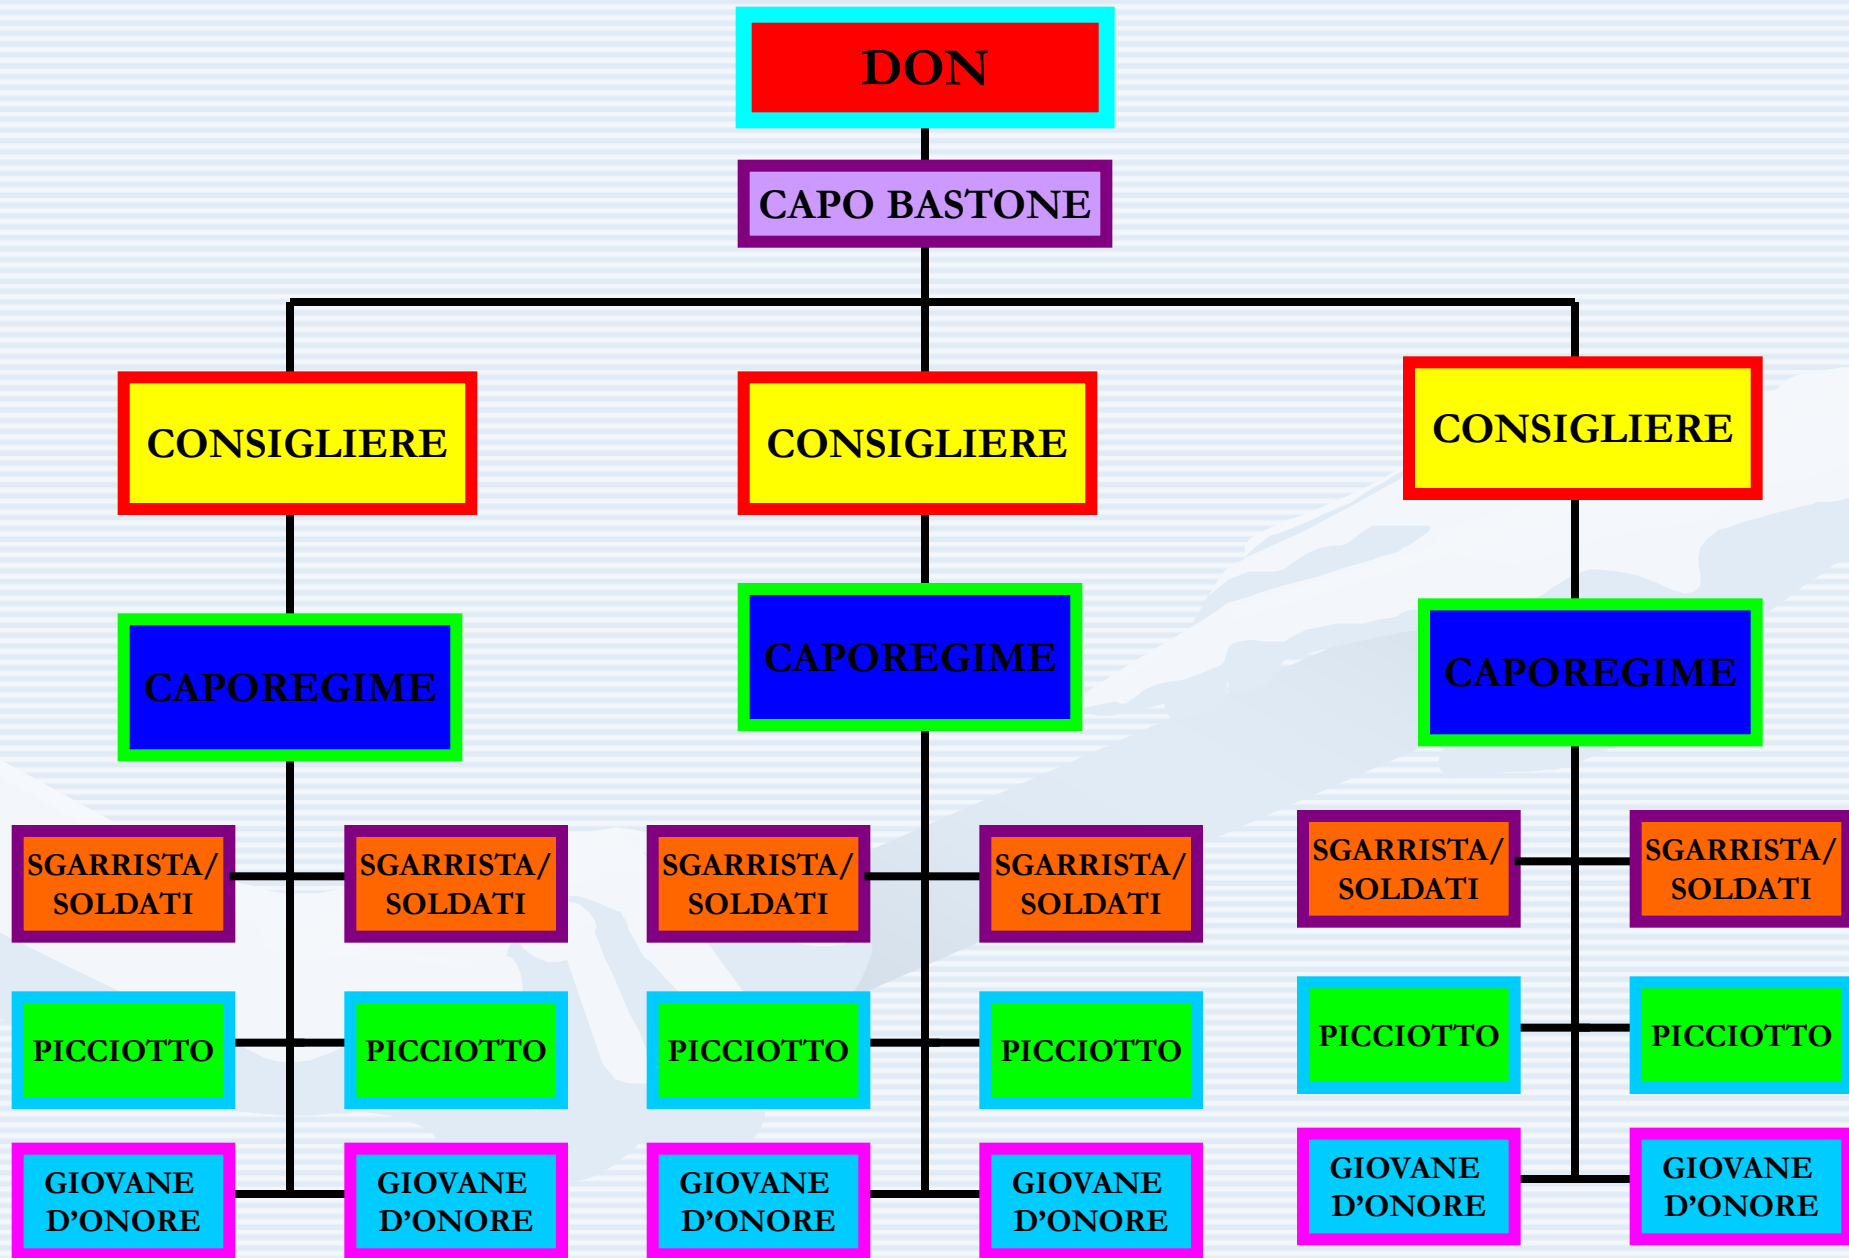 DON
CAPO BASTONE
CONSIGLIERE
CONSIGLIERE
CONSIGLIERE
CAPOREGIME
CAPOREGIME
CAPOREGIME
SGARRISTA/
SOLDATI
SGARRISTA/
SOLDATI
SGARRISTA/
SOLDATI
SGARRISTA/
SOLDATI
SGARRISTA/
SOLDATI
SGARRISTA/
SOLDATI
PICCIOTTO
PICCIOTTO
PICCIOTTO
PICCIOTTO
PICCIOTTO
PICCIOTTO
GIOVANE
D’ONORE
GIOVANE
D’ONORE
GIOVANE
D’ONORE
GIOVANE
D’ONORE
GIOVANE
D’ONORE
GIOVANE
D’ONORE